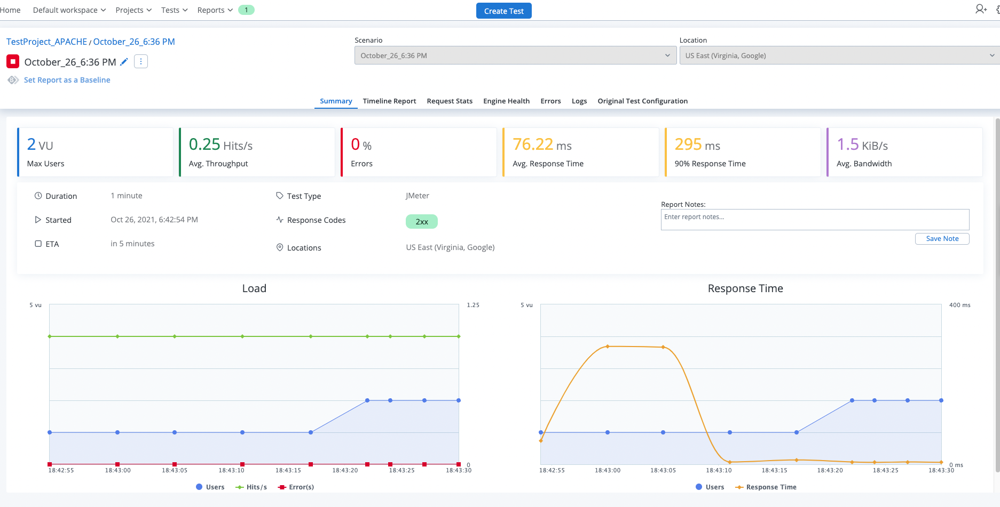 Home Default workspace Projects Tests Reports 1 Create Test
TestProject_APACHE / October_26_6:36 PM
October_26_6:36 PM
Set Report as a Baseline
Scenario
October_26_6:36 PM
Location
US East (Virginia, Google)
Summary Timeline Report Request Stats Engine Health Errors Logs Original Test Configuration
2 VU
Max Users
0.25 Hits/s
Avg. Throughput
0 %
Errors
76.22 ms
Avg. Response Time
295 ms
90% Response Time
1.5 KiB/s
Avg. Bandwidth
Duration 1 minute
Started Oct 26, 2021, 6:42:54 PM
ETA in 5 minutes
Test Type JMeter
Response Codes 2xx
Locations US East (Virginia, Google)
Report Notes:
Enter report notes...
Save Note
Load
5 vu 1.25
0
18:42:55 18:43:00 18:43:05 18:43:10 18:43:15 18:43:20 18:43:25 18:43:30
Users Hits/s Error(s)
Response Time
5 vu 400 ms
0 ms
18:42:55 18:43:00 18:43:05 18:43:10 18:43:15 18:43:20 18:43:25 18:43:30
Users Response Time